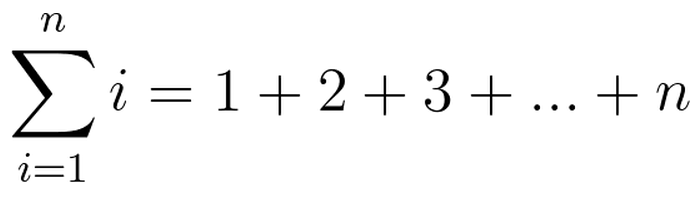 n
∑ i = 1 + 2 + 3 + ... + n
i=1